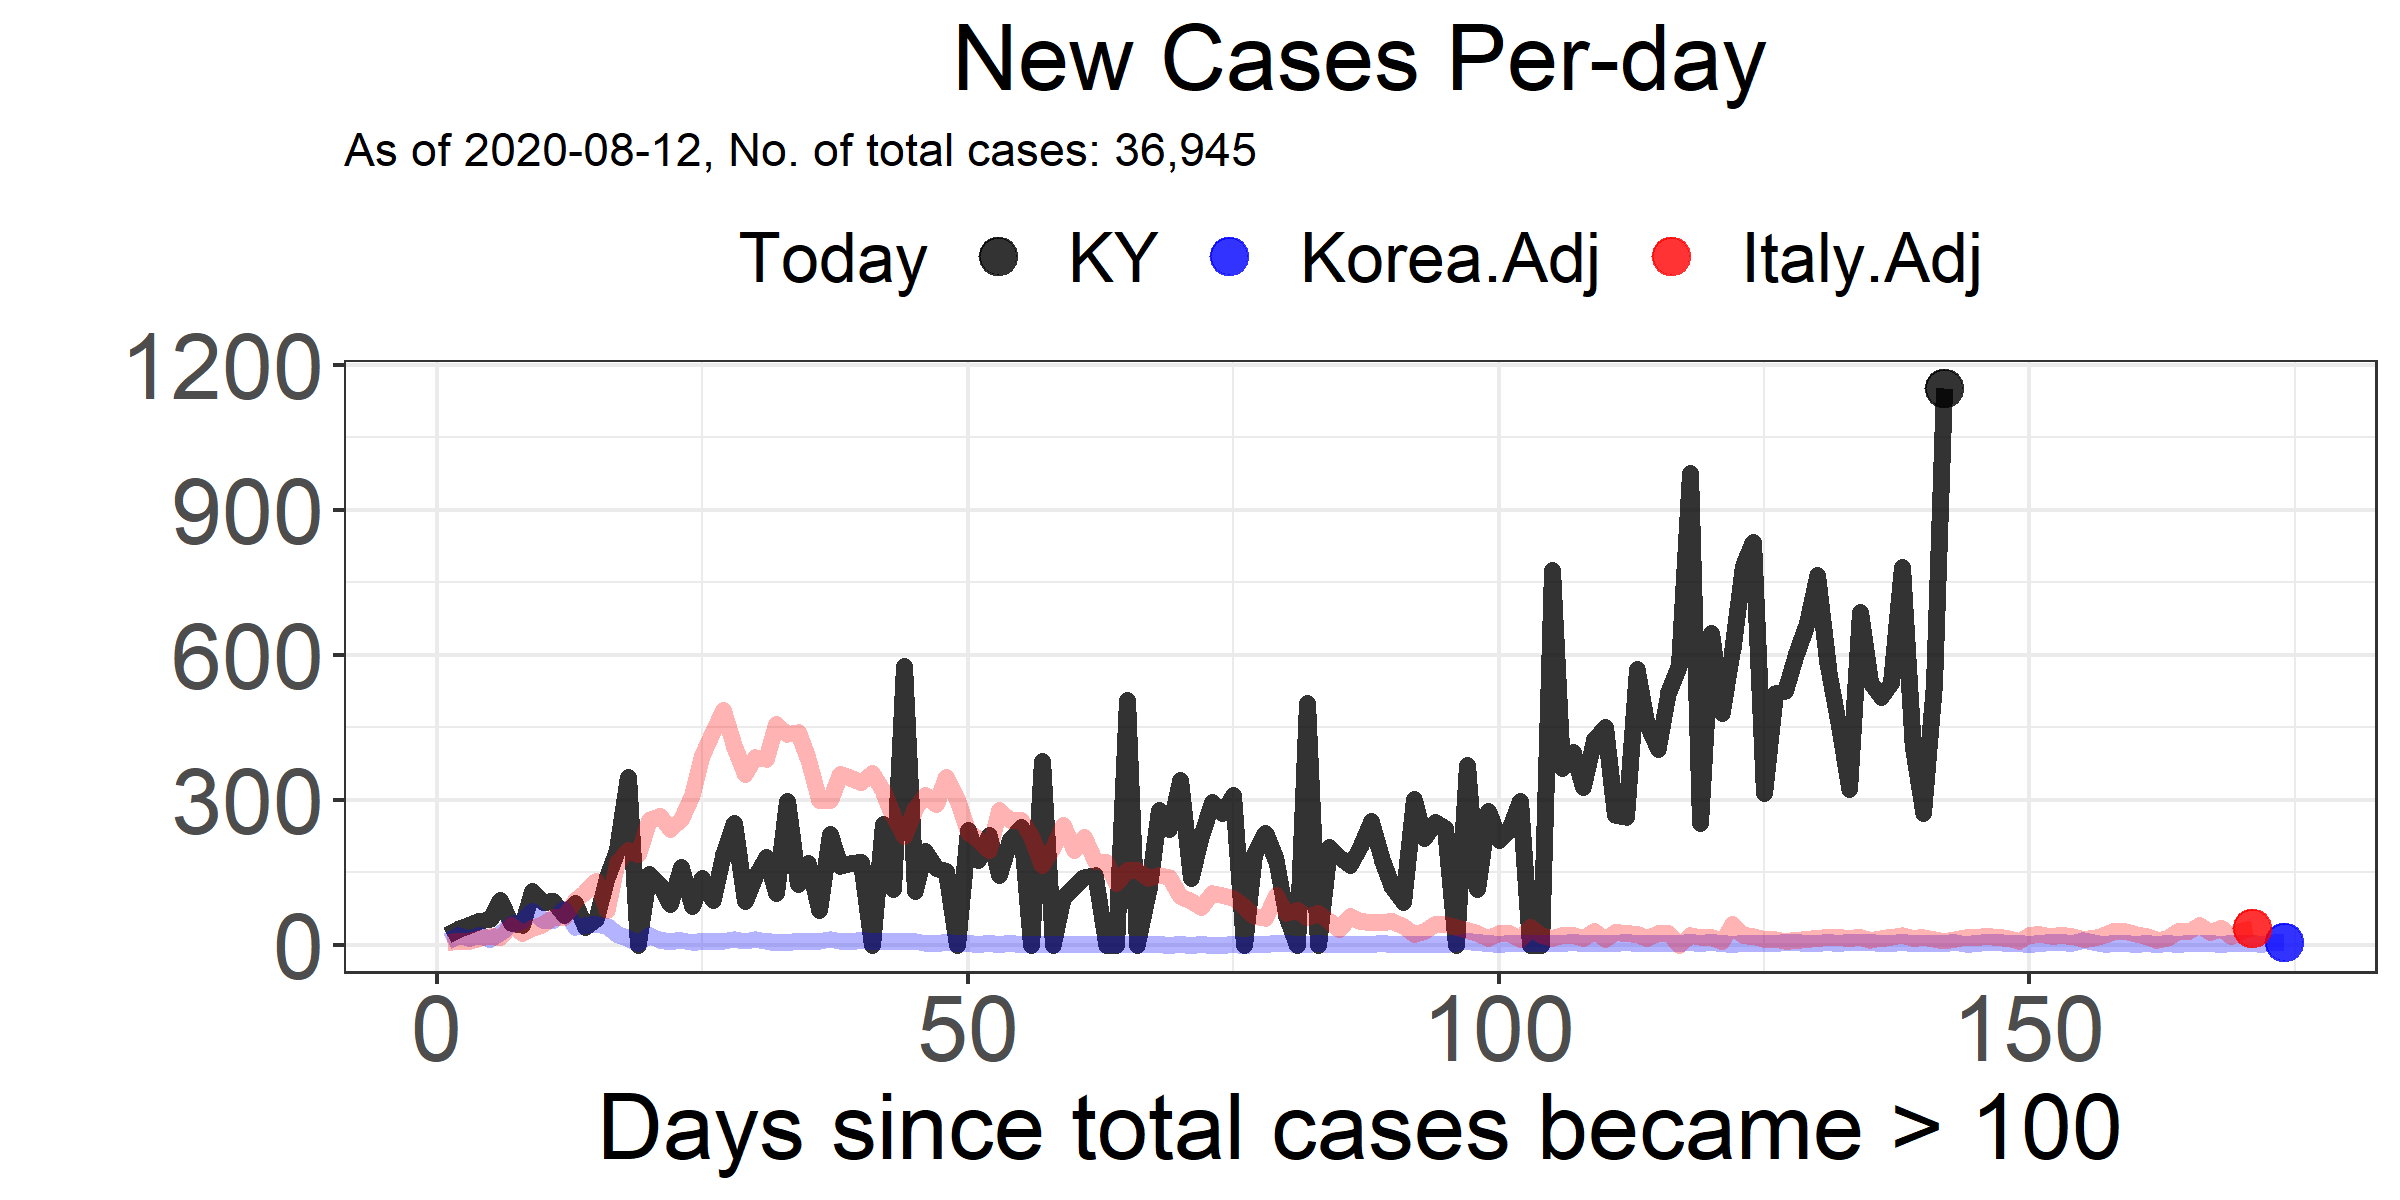 New Cases Per-day
As of 2020-08-12, No. of total cases: 36,945
Today KY Korea.Adj Italy.Adj
1200
900
600
300
0
0 50 100 150
Days since total cases became > 100